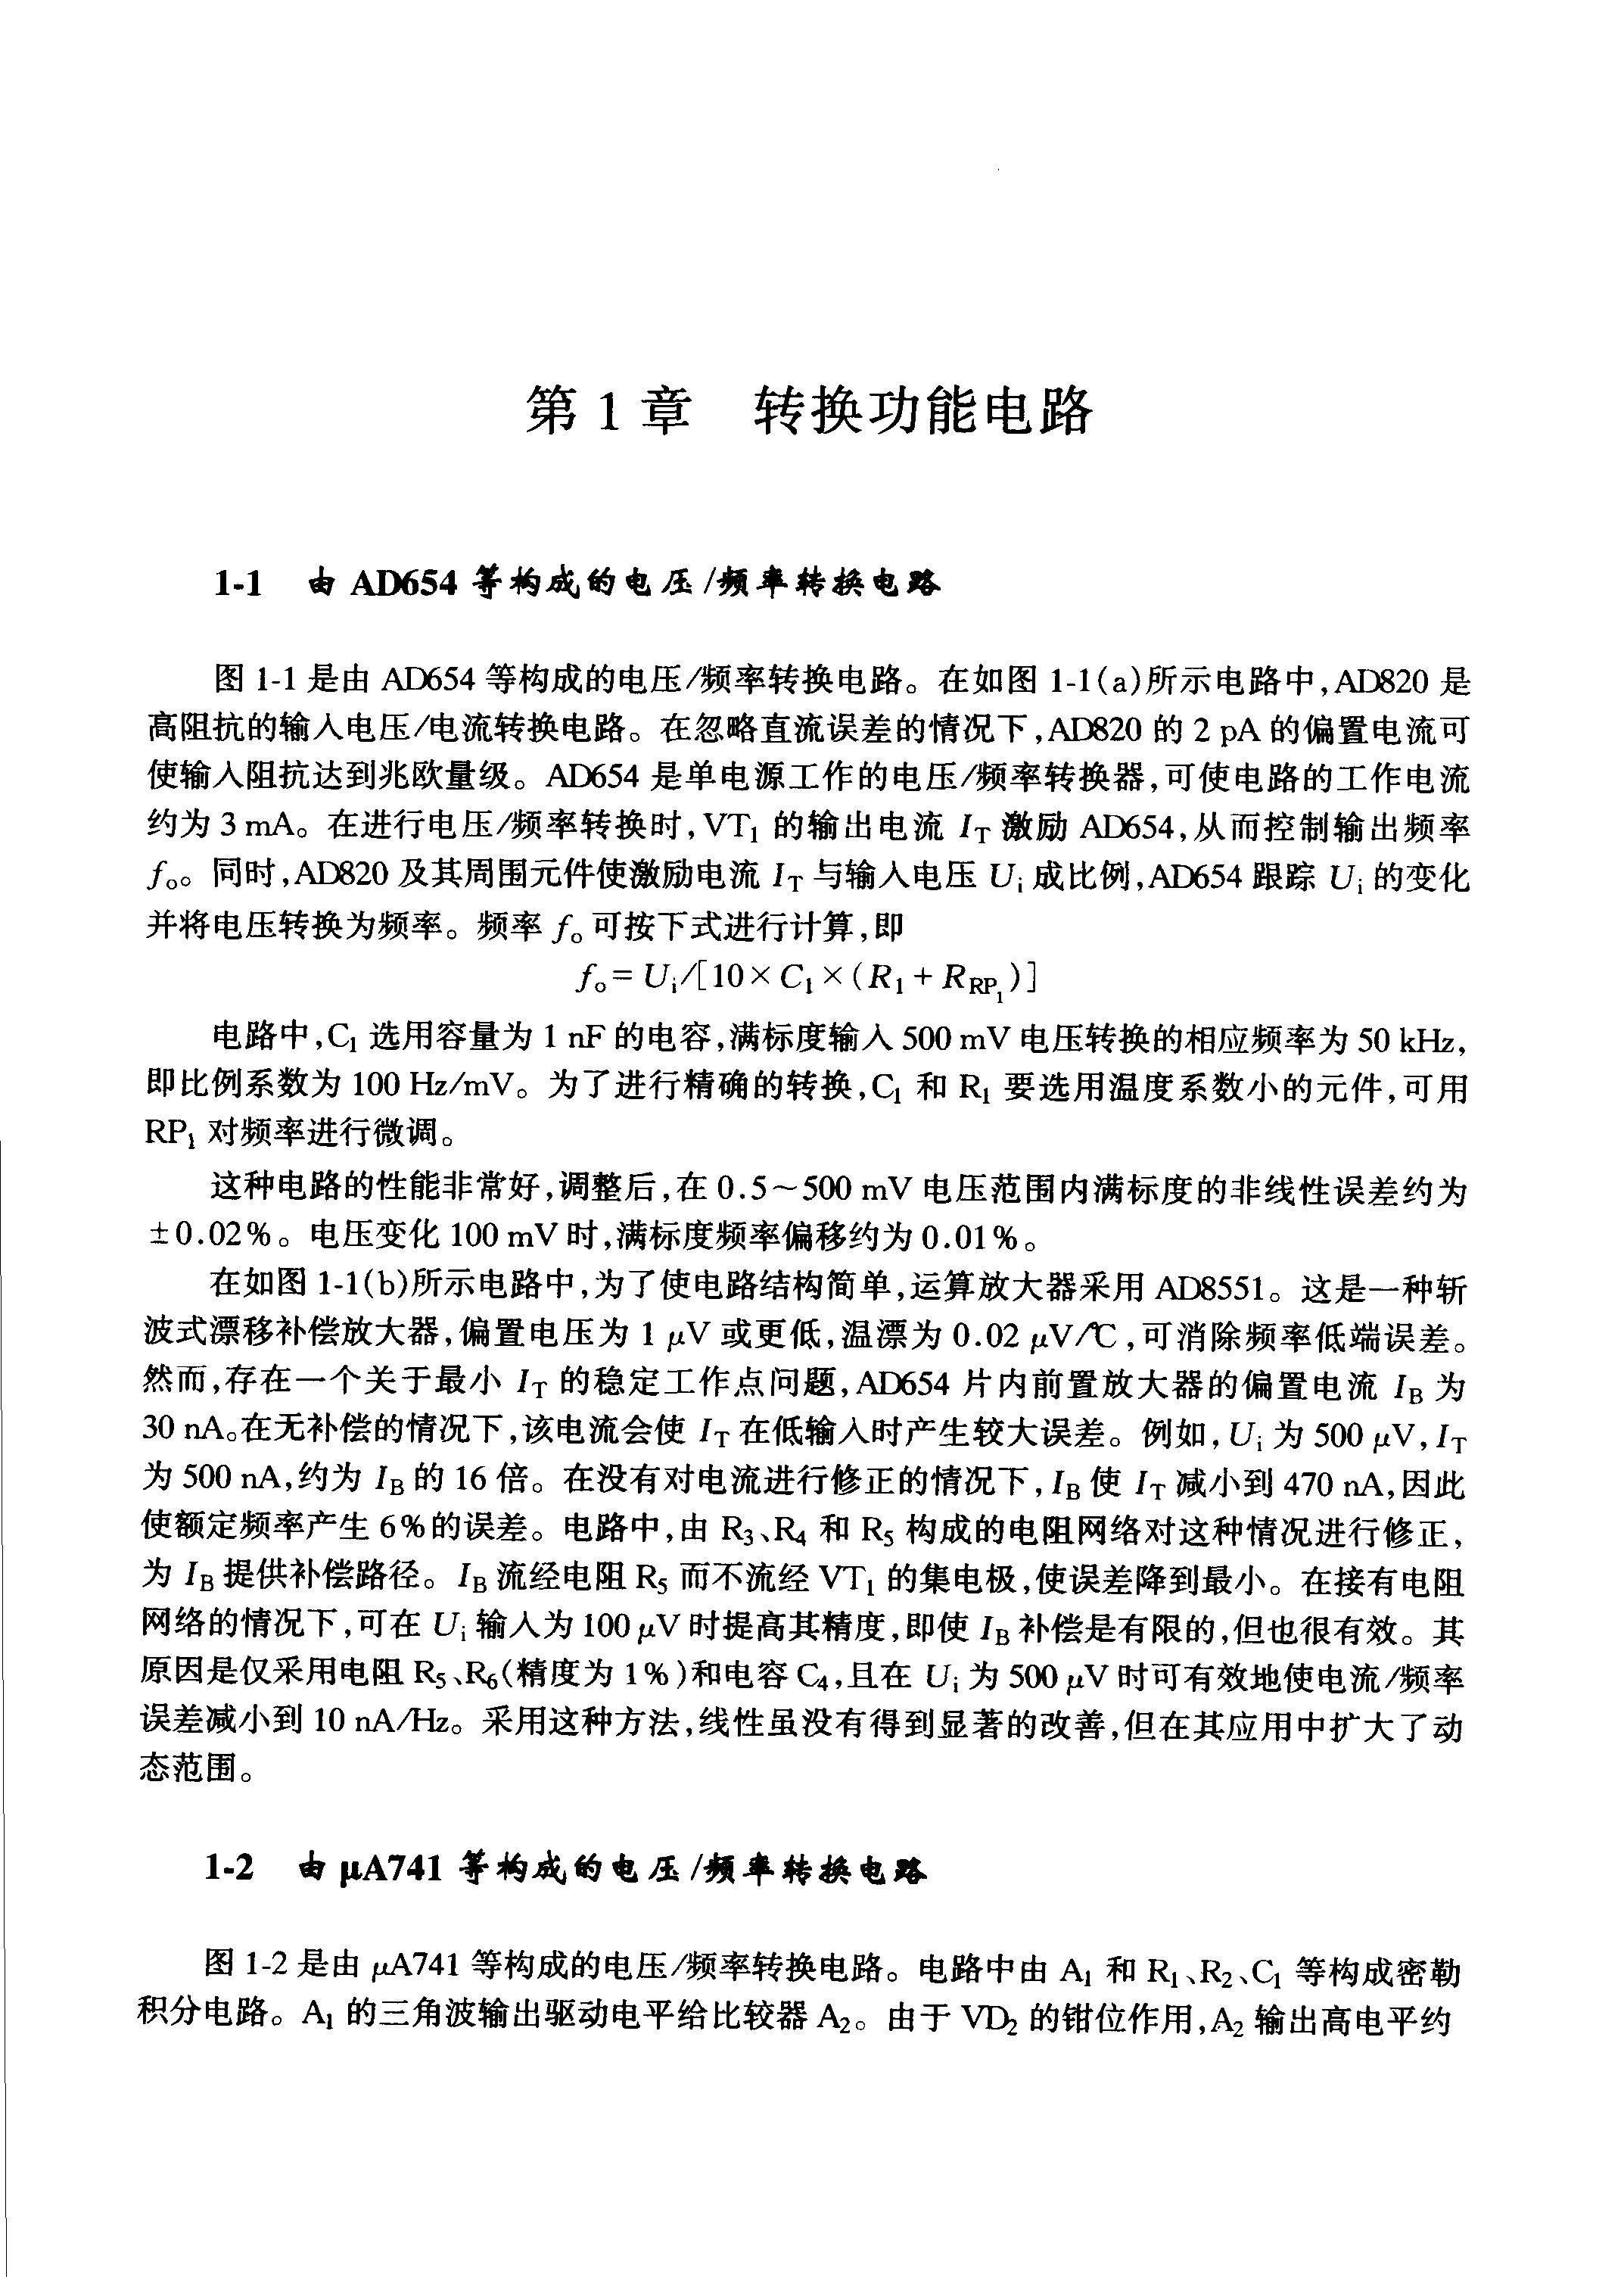 第 1 章　转换功能电路
1-1　由 AD654 等构成的电压/频率转换电路
图 1-1 是由 AD654 等构成的电压/频率转换电路。在如图 1-1(a)所示电路中,AD820 是
高阻抗的输入电压/电流转换电路。在忽略直流误差的情况下,AD820 的 2 pA 的偏置电流可
使输入阻抗达到兆欧量级。AD654 是单电源工作的电压/频率转换器,可使电路的工作电流
约为 3 mA。在进行电压/频率转换时,VT₁ 的输出电流 I_T 激励 AD654,从而控制输出频率
f_o。同时,AD820 及其周围元件使激励电流 I_T 与输入电压 U_i 成比例,AD654 跟踪 U_i 的变化
并将电压转换为频率。频率 f_o 可按下式进行计算,即
f_o = U_i/[10×C₁×(R₁+R_RP₁)]
电路中,C₁ 选用容量为 1 nF 的电容,满标度输入 500 mV 电压转换的相应频率为 50 kHz,
即比例系数为 100 Hz/mV。为了进行精确的转换,C₁ 和 R₁ 要选用温度系数小的元件,可用
RP₁ 对频率进行微调。
这种电路的性能非常好,调整后,在 0.5～500 mV 电压范围内满标度的非线性误差约为
±0.02%。电压变化 100 mV 时,满标度频率偏移约为 0.01%。
在如图 1-1(b)所示电路中,为了使电路结构简单,运算放大器采用 AD8551。这是一种斩
波式漂移补偿放大器,偏置电压为 1 μV 或更低,温漂为 0.02 μV/℃,可消除频率低端误差。
然而,存在一个关于最小 I_T 的稳定工作点问题,AD654 片内前置放大器的偏置电流 I_B 为
30 nA。在无补偿的情况下,该电流会使 I_T 在低输入时产生较大误差。例如,U_i 为 500 μV,I_T
为 500 nA,约为 I_B 的 16 倍。在没有对电流进行修正的情况下,I_B 使 I_T 减小到 470 nA,因此
使额定频率产生 6%的误差。电路中,由 R₃、R₄ 和 R₅ 构成的电阻网络对这种情况进行修正,
为 I_B 提供补偿路径。I_B 流经电阻 R₅ 而不流经 VT₁ 的集电极,使误差降到最小。在接有电阻
网络的情况下,可在 U_i 输入为 100 μV 时提高其精度,即使 I_B 补偿是有限的,但也很有效。其
原因是仅采用电阻 R₅、R₆(精度为 1%)和电容 C₄,且在 U_i 为 500 μV 时可有效地使电流/频率
误差减小到 10 nA/Hz。采用这种方法,线性虽没有得到显著的改善,但在其应用中扩大了动
态范围。
1-2　由 μA741 等构成的电压/频率转换电路
图 1-2 是由 μA741 等构成的电压/频率转换电路。电路中由 A₁ 和 R₁、R₂、C₁ 等构成密勒
积分电路。A₁ 的三角波输出驱动电平给比较器 A₂。由于 VD₂ 的钳位作用,A₂ 输出高电平约